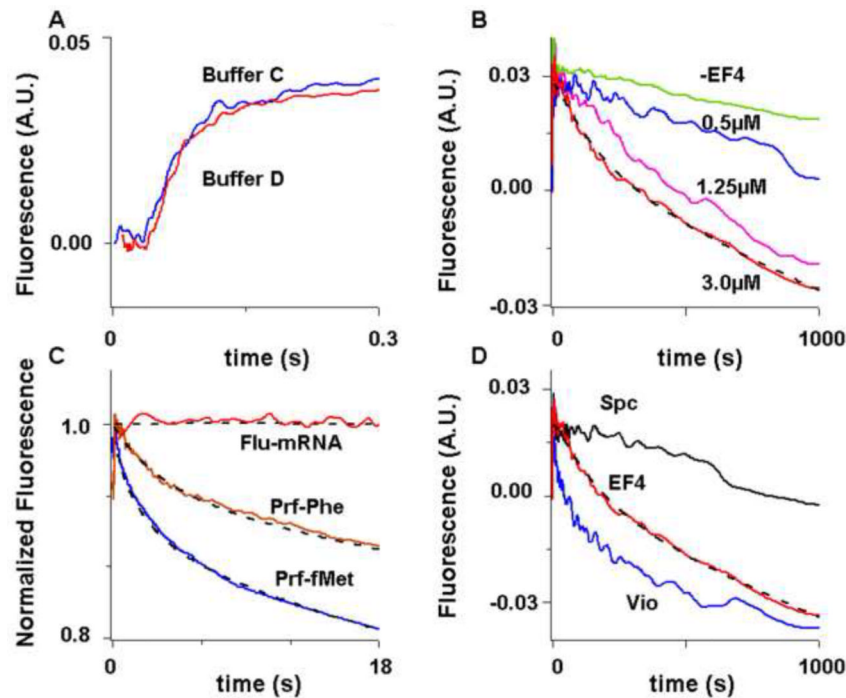 A
Fluorescence (A.U.)
0.05
0.00
Buffer C
Buffer D
0
0.3
time (s)
B
Fluorescence (A.U.)
0.03
0.00
-0.03
-EF4
0.5µM
1.25µM
3.0µM
0
1000
time (s)
C
Normalized Fluorescence
1.0
0.8
Flu-mRNA
Prf-Phe
Prf-fMet
0
18
time (s)
D
Fluorescence (A.U.)
0.03
0.00
-0.03
Spc
EF4
Vio
0
1000
time (s)